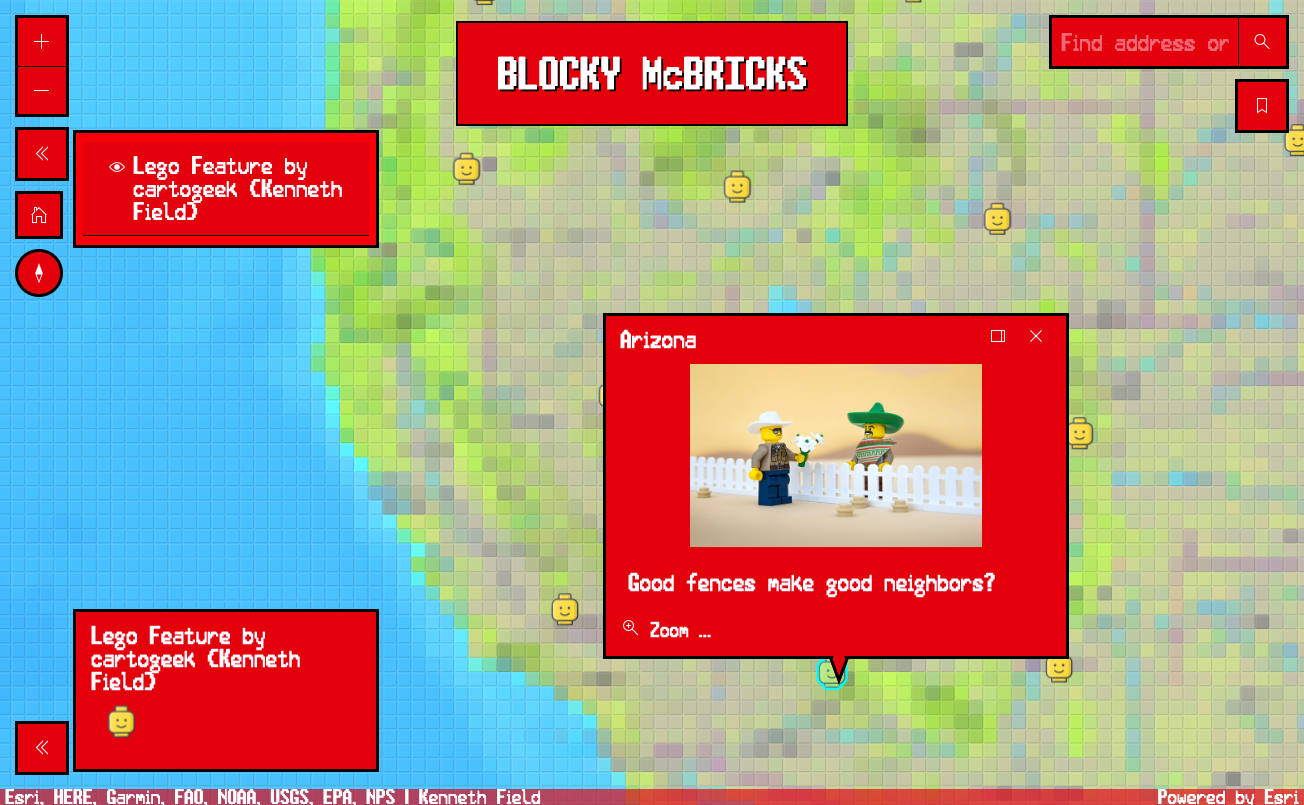 BLOCKY McBRICKS
Find address or
Lego Feature by
cartogeek (Kenneth
Field)
Arizona
Good fences make good neighbors?
Zoom …
Lego Feature by
cartogeek (Kenneth
Field)
Esri, HERE, Garmin, FAO, NOAA, USGS, EPA, NPS | Kenneth Field
Powered by Esri